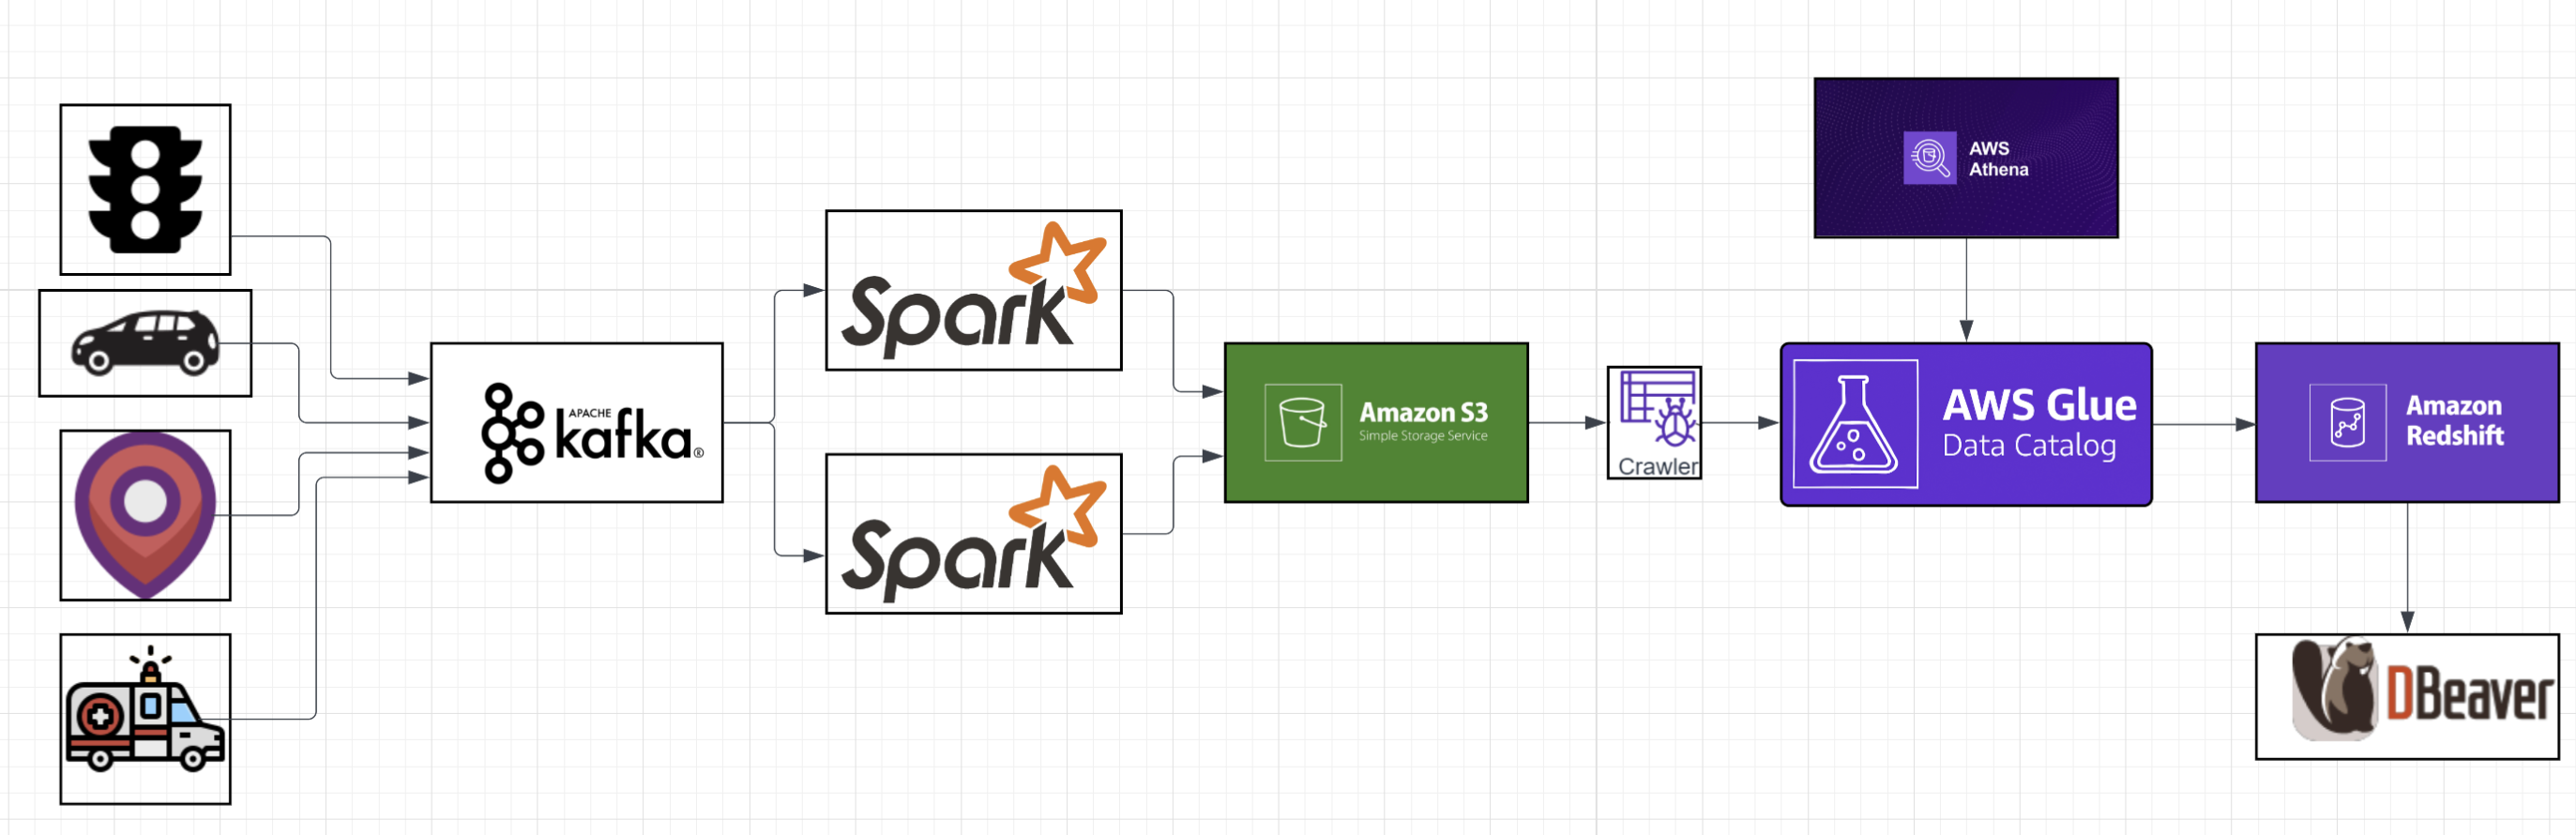 APACHE
kafka®
Spark
Spark
Amazon S3
Simple Storage Service
Crawler
AWS
Athena
AWS Glue
Data Catalog
Amazon
Redshift
DBeaver